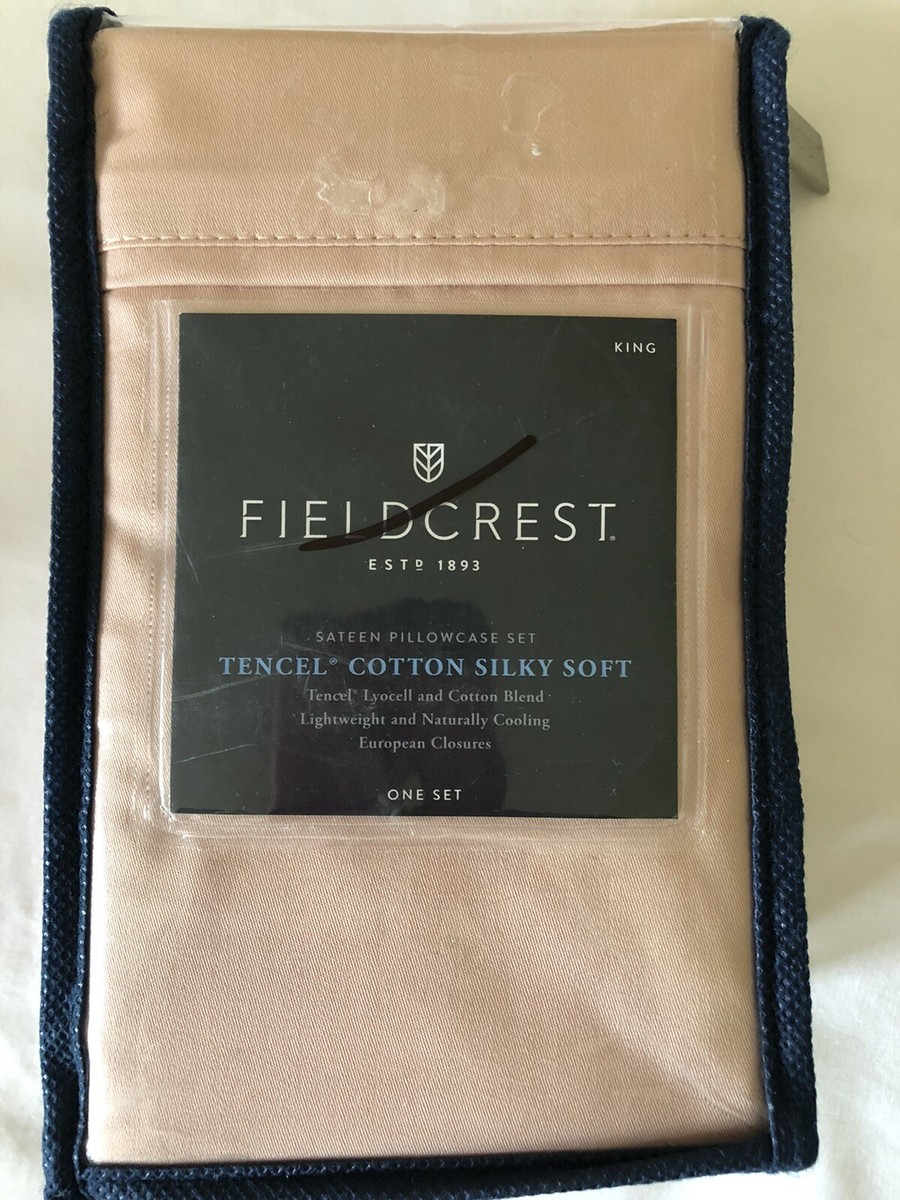 KING
FIELDCREST®
ESTD 1893
SATEEN PILLOWCASE SET
TENCEL® COTTON SILKY SOFT
Tencel® Lyocell and Cotton Blend
Lightweight and Naturally Cooling
European Closures
ONE SET